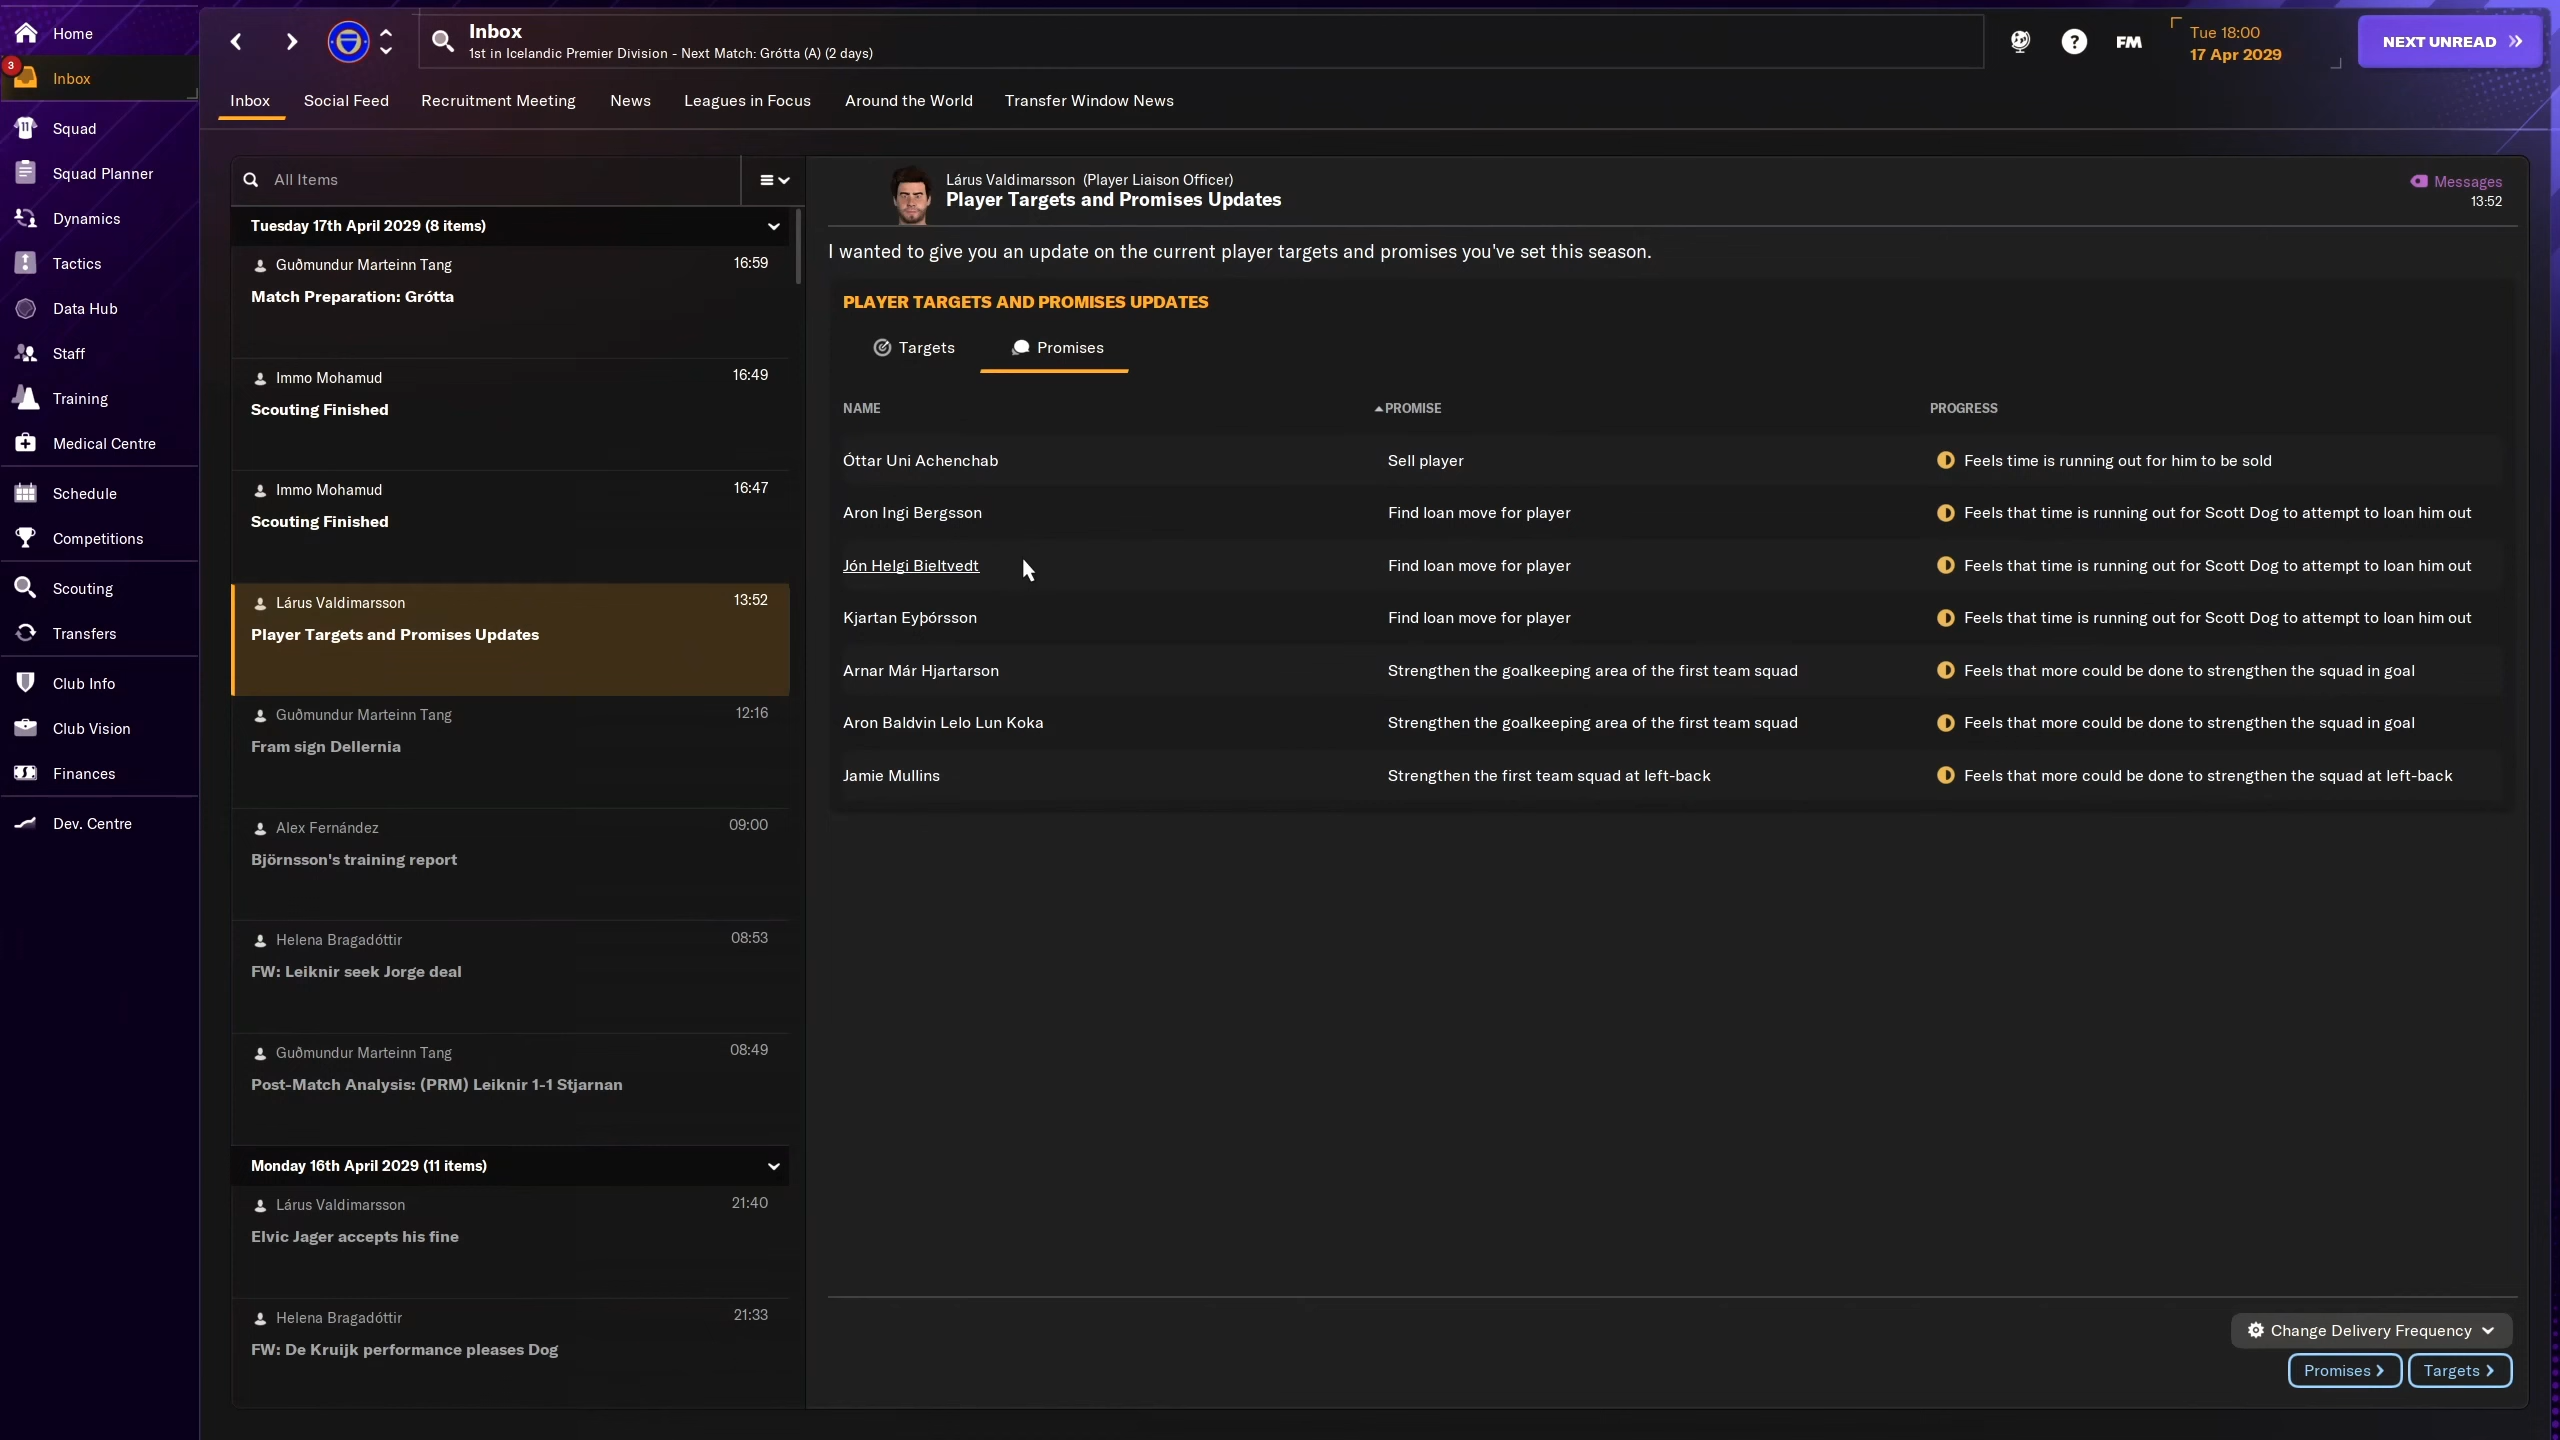 Home
3
Inbox
Squad
Squad Planner
Dynamics
Tactics
Data Hub
Staff
Training
Medical Centre
Schedule
Competitions
Scouting
Transfers
Club Info
Club Vision
Finances
Dev. Centre
Inbox
1st in Icelandic Premier Division - Next Match: Grótta (A) (2 days)
FM
Tue 18:00
17 Apr 2029
NEXT UNREAD
Inbox Social Feed Recruitment Meeting News Leagues in Focus Around the World Transfer Window News
All Items
Tuesday 17th April 2029 (8 items)
Guðmundur Marteinn Tang 16:59
Match Preparation: Grótta
Immo Mohamud 16:49
Scouting Finished
Immo Mohamud 16:47
Scouting Finished
Lárus Valdimarsson 13:52
Player Targets and Promises Updates
Guðmundur Marteinn Tang 12:16
Fram sign Dellernia
Alex Fernández 09:00
Björnsson's training report
Helena Bragadóttir 08:53
FW: Leiknir seek Jorge deal
Guðmundur Marteinn Tang 08:49
Post-Match Analysis: (PRM) Leiknir 1-1 Stjarnan
Monday 16th April 2029 (11 items)
Lárus Valdimarsson 21:40
Elvic Jager accepts his fine
Helena Bragadóttir 21:33
FW: De Kruijk performance pleases Dog
Lárus Valdimarsson (Player Liaison Officer)
Player Targets and Promises Updates
Messages
13:52
I wanted to give you an update on the current player targets and promises you've set this season.
PLAYER TARGETS AND PROMISES UPDATES
Targets Promises
NAME PROMISE PROGRESS
Óttar Uni Achenchab Sell player Feels time is running out for him to be sold
Aron Ingi Bergsson Find loan move for player Feels that time is running out for Scott Dog to attempt to loan him out
Jón Helgi Bieltvedt Find loan move for player Feels that time is running out for Scott Dog to attempt to loan him out
Kjartan Eyþórsson Find loan move for player Feels that time is running out for Scott Dog to attempt to loan him out
Arnar Már Hjartarson Strengthen the goalkeeping area of the first team squad Feels that more could be done to strengthen the squad in goal
Aron Baldvin Lelo Lun Koka Strengthen the goalkeeping area of the first team squad Feels that more could be done to strengthen the squad in goal
Jamie Mullins Strengthen the first team squad at left-back Feels that more could be done to strengthen the squad at left-back
Change Delivery Frequency
Promises Targets